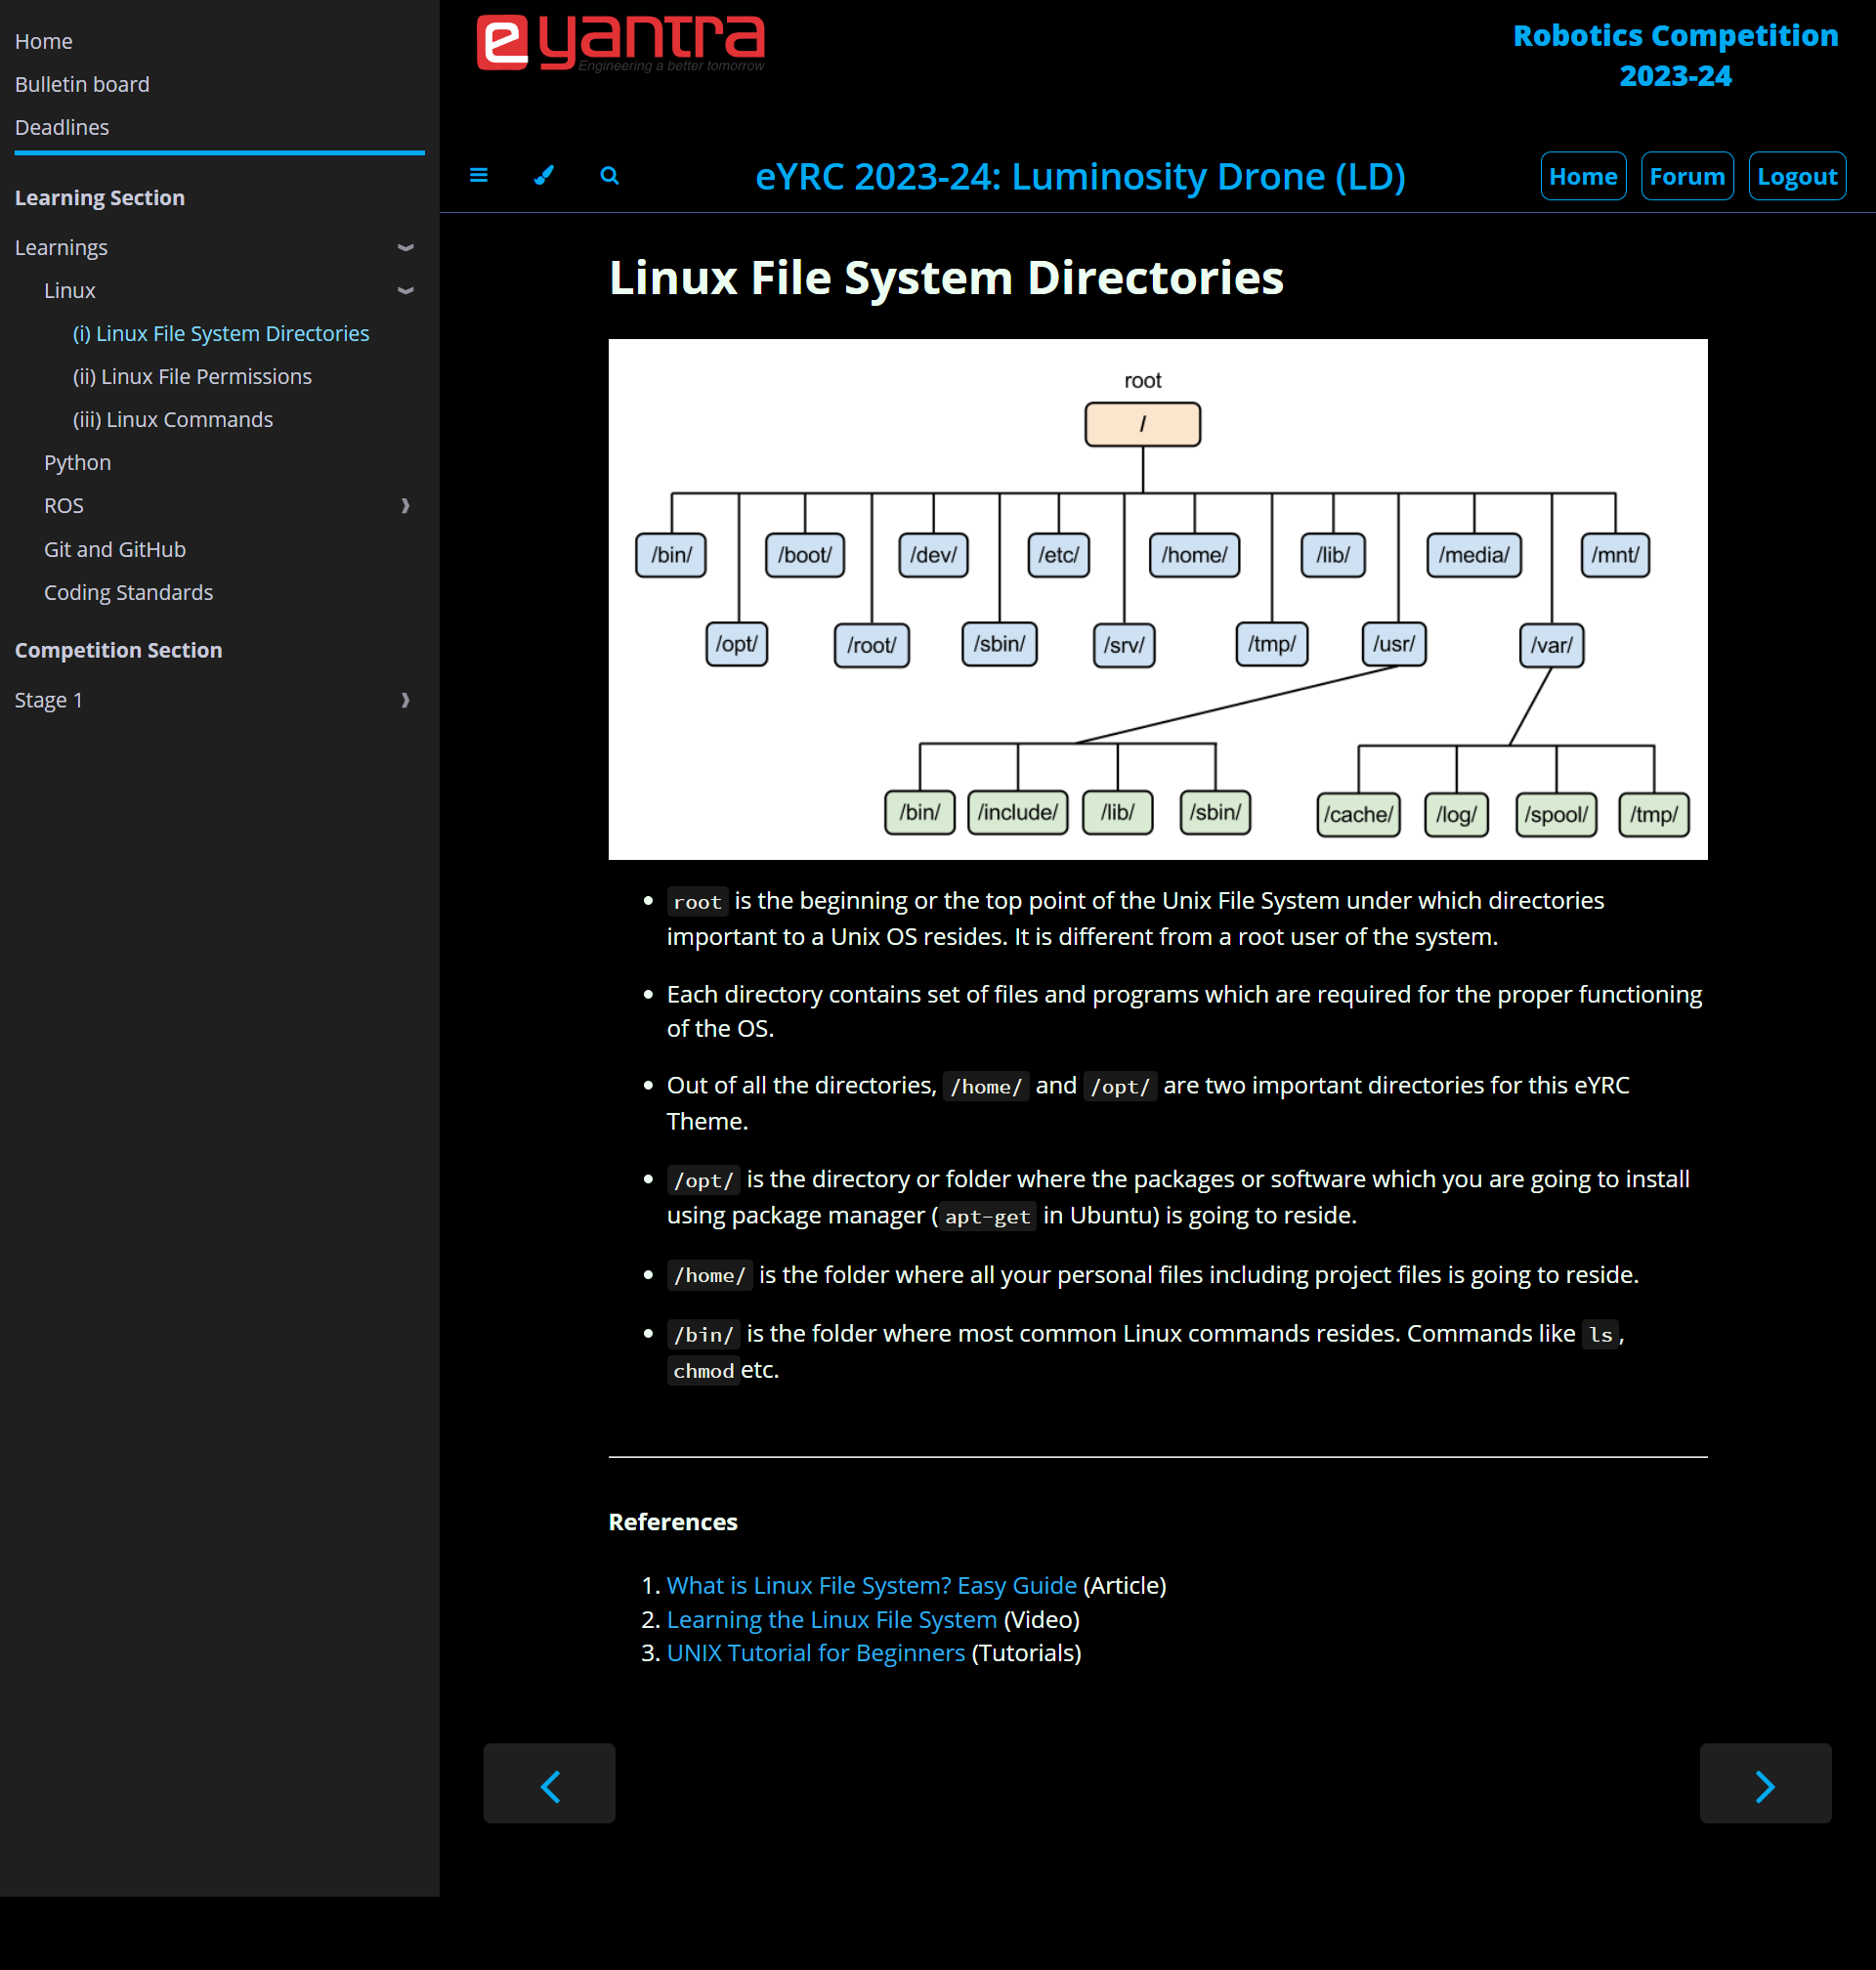 Home
Bulletin board
Deadlines
Learning Section
Learnings
Linux
(i) Linux File System Directories
(ii) Linux File Permissions
(iii) Linux Commands
Python
ROS
Git and GitHub
Coding Standards
Competition Section
Stage 1
e yantra
Engineering a better tomorrow
Robotics Competition
2023-24
eYRC 2023-24: Luminosity Drone (LD)
Home Forum Logout
Linux File System Directories
root
/
/bin/ /boot/ /dev/ /etc/ /home/ /lib/ /media/ /mnt/
/opt/ /root/ /sbin/ /srv/ /tmp/ /usr/ /var/
/bin/ /include/ /lib/ /sbin/ /cache/ /log/ /spool/ /tmp/
• root is the beginning or the top point of the Unix File System under which directories
important to a Unix OS resides. It is different from a root user of the system.
• Each directory contains set of files and programs which are required for the proper functioning
of the OS.
• Out of all the directories, /home/ and /opt/ are two important directories for this eYRC
Theme.
• /opt/ is the directory or folder where the packages or software which you are going to install
using package manager (apt-get in Ubuntu) is going to reside.
• /home/ is the folder where all your personal files including project files is going to reside.
• /bin/ is the folder where most common Linux commands resides. Commands like ls,
chmod etc.
References
1. What is Linux File System? Easy Guide (Article)
2. Learning the Linux File System (Video)
3. UNIX Tutorial for Beginners (Tutorials)